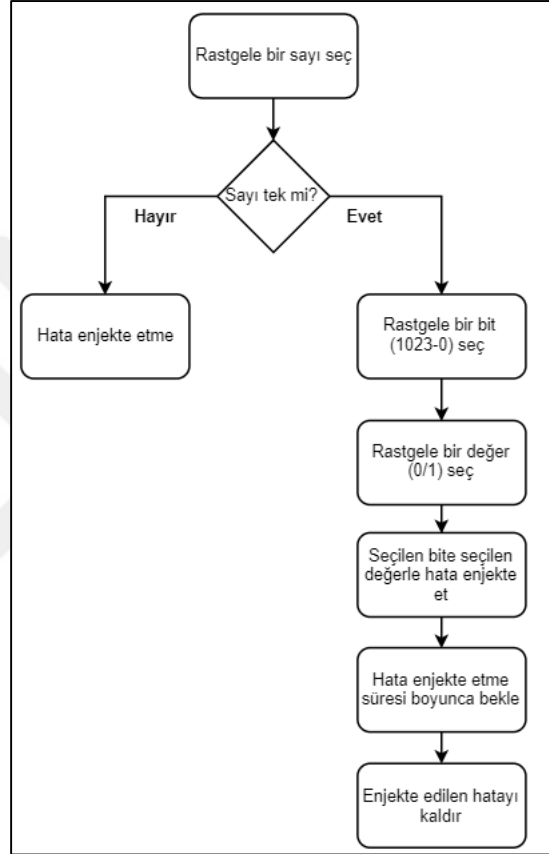 Rastgele bir sayı seç
Sayı tek mi?
Hayır
Evet
Hata enjekte etme
Rastgele bir bit
(1023-0) seç
Rastgele bir değer
(0/1) seç
Seçilen bite seçilen
değerle hata enjekte
et
Hata enjekte etme
süresi boyunca bekle
Enjekte edilen hatayı
kaldır